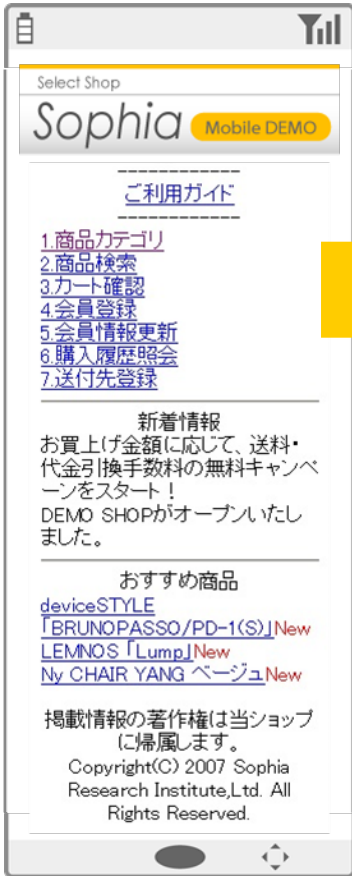 Select Shop
Sophia Mobile DEMO
------------
ご利用ガイド
------------
1.商品カテゴリ
2.商品検索
3.カート確認
4.会員登録
5.会員情報更新
6.購入履歴照会
7.送付先登録
新着情報
お買上げ金額に応じて、送料・
代金引換手数料の無料キャンペ
ーンをスタート！
DEMO SHOPがオープンいたし
ました。
おすすめ商品
deviceSTYLE
「BRUNOPASSO/PD-1(S)」New
LEMNOS 「Lump」New
Ny CHAIR YANG ベージュNew
掲載情報の著作権は当ショップ
に帰属します。
Copyright(C) 2007 Sophia
Research Institute,Ltd. All
Rights Reserved.